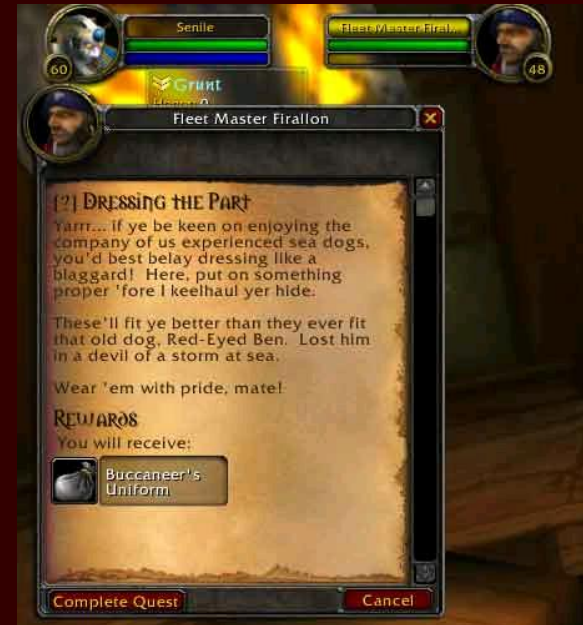 Senile
Fleet Master Firal..
60
48
Grunt
Honor: 0
Fleet Master Firallon
[?] Dressing the Part
Yarrr... if ye be keen on enjoying the
company of us experienced sea dogs,
you'd best belay dressing like a
blaggard!  Here, put on something
proper 'fore I keelhaul yer hide.
These'll fit ye better than they ever fit
that old dog, Red-Eyed Ben.  Lost him
in a devil of a storm at sea.
Wear 'em with pride, mate!
Rewards
You will receive:
Buccaneer's
Uniform
Complete Quest
Cancel